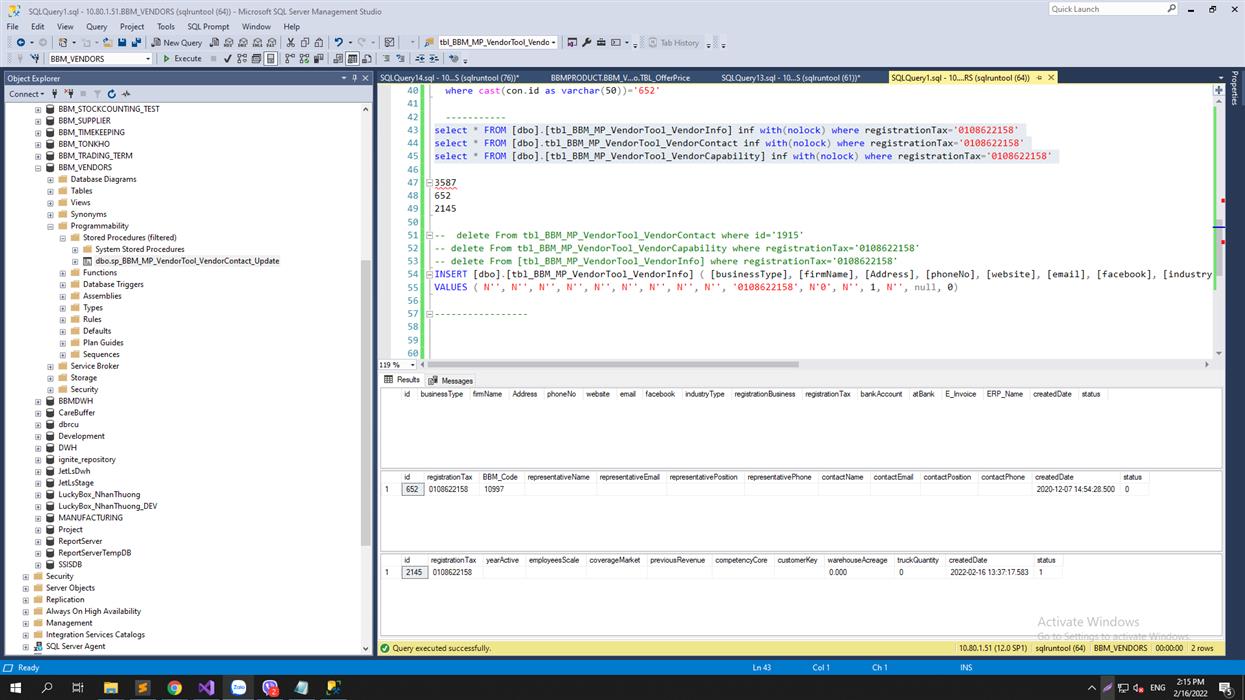 SQLQuery1.sql - 10.80.1.51.BBM_VENDORS (sqlruntool (64))* - Microsoft SQL Server Management Studio
Quick Launch
File Edit View Query Project Tools SQL Prompt Window Help
New Query
tbl_BBM_MP_VendorTool_Vendo
Tab History
BBM_VENDORS
Execute
Object Explorer
Connect
BBM_STOCKCOUNTING_TEST
BBM_SUPPLIER
BBM_TIMEKEEPING
BBM_TONKHO
BBM_TRADING_TERM
BBM_VENDORS
Database Diagrams
Tables
Views
Synonyms
Programmability
Stored Procedures (filtered)
System Stored Procedures
dbo.sp_BBM_MP_VendorTool_VendorContact_Update
Functions
Database Triggers
Assemblies
Types
Rules
Defaults
Plan Guides
Sequences
Service Broker
Storage
Security
BBMDWH
CareBuffer
dbrcu
Development
DWH
ignite_repository
JetLsDwh
JetLsStage
LuckyBox_NhanThuong
LuckyBox_NhanThuong_DEV
MANUFACTURING
Project
ReportServer
ReportServerTempDB
SSISDB
Security
Server Objects
Replication
Always On High Availability
Management
Integration Services Catalogs
SQL Server Agent
SQLQuery14.sql - 10...S (sqlruntool (76))* BBMPRODUCT.BBM_V...o.TBL_OfferPrice SQLQuery13.sql - 10...S (sqlruntool (61))* SQLQuery1.sql - 10....RS (sqlruntool (64))*
Properties
40 where cast(con.id as varchar(50))='652'
41
42 -----------
43 select * FROM [dbo].[tbl_BBM_MP_VendorTool_VendorInfo] inf with(nolock) where registrationTax='0108622158'
44 select * FROM [dbo].tbl_BBM_MP_VendorTool_VendorContact inf with(nolock) where registrationTax='0108622158'
45 select * FROM [dbo].[tbl_BBM_MP_VendorTool_VendorCapability] inf with(nolock) where registrationTax='0108622158'
46
47 3587
48 652
49 2145
50
51 -- delete From tbl_BBM_MP_VendorTool_VendorContact where id='1915'
52 -- delete From tbl_BBM_MP_VendorTool_VendorCapability where registrationTax='0108622158'
53 -- delete From [tbl_BBM_MP_VendorTool_VendorInfo] where registrationTax='0108622158'
54 INSERT [dbo].[tbl_BBM_MP_VendorTool_VendorInfo] ( [businessType], [firmName], [Address], [phoneNo], [website], [email], [facebook], [industry
55 VALUES ( N'', N'', N'', N'', N'', N'', N'', N'', N'', '0108622158', N'0', N'', 1, N'', null, 0)
56
57 -----------------
58
59
60
119 %
Results Messages
id businessType firmName Address phoneNo website email facebook industryType registrationBusiness registrationTax bankAccount atBank E_Invoice ERP_Name createdDate status
id registrationTax BBM_Code representativeName representativeEmail representativePosition representativePhone contactName contactEmail contactPosition contactPhone createdDate status
1 652 0108622158 10997 2020-12-07 14:54:28.500 0
id registrationTax yearActive employeesScale coverageMarket previousRevenue competencyCore customerKey warehouseAcreage truckQuantity createdDate status
1 2145 0108622158 0.000 0 2022-02-16 13:37:17.583 1
Activate Windows
Go to Settings to activate Windows.
Query executed successfully. 10.80.1.51 (12.0 SP1) sqlruntool (64) BBM_VENDORS 00:00:00 2 rows
Ready Ln 43 Col 1 Ch 1 INS
Zalo
ENG
2:15 PM
2/16/2022